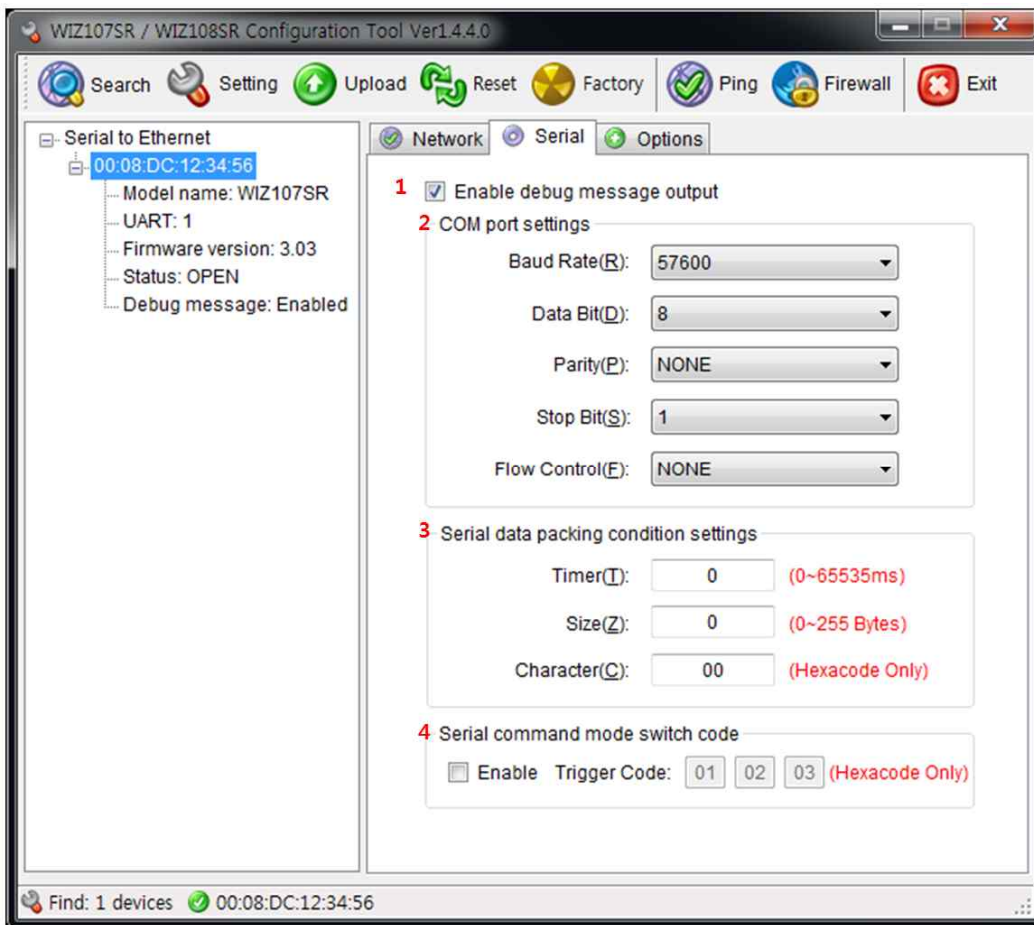 WIZ107SR / WIZ108SR Configuration Tool Ver1.4.4.0
Search Setting Upload Reset Factory Ping Firewall Exit
Serial to Ethernet
00:08:DC:12:34:56
Model name: WIZ107SR
UART: 1
Firmware version: 3.03
Status: OPEN
Debug message: Enabled
Network Serial Options
1 Enable debug message output
2 COM port settings
Baud Rate(R): 57600
Data Bit(D): 8
Parity(P): NONE
Stop Bit(S): 1
Flow Control(F): NONE
3 Serial data packing condition settings
Timer(T): 0 (0~65535ms)
Size(Z): 0 (0~255 Bytes)
Character(C): 00 (Hexacode Only)
4 Serial command mode switch code
Enable Trigger Code: 01 02 03 (Hexacode Only)
Find: 1 devices 00:08:DC:12:34:56